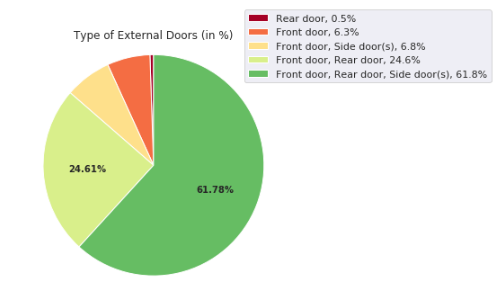 Type of External Doors (in %)
Rear door, 0.5%
Front door, 6.3%
Front door, Side door(s), 6.8%
Front door, Rear door, 24.6%
Front door, Rear door, Side door(s), 61.8%
24.61%
61.78%